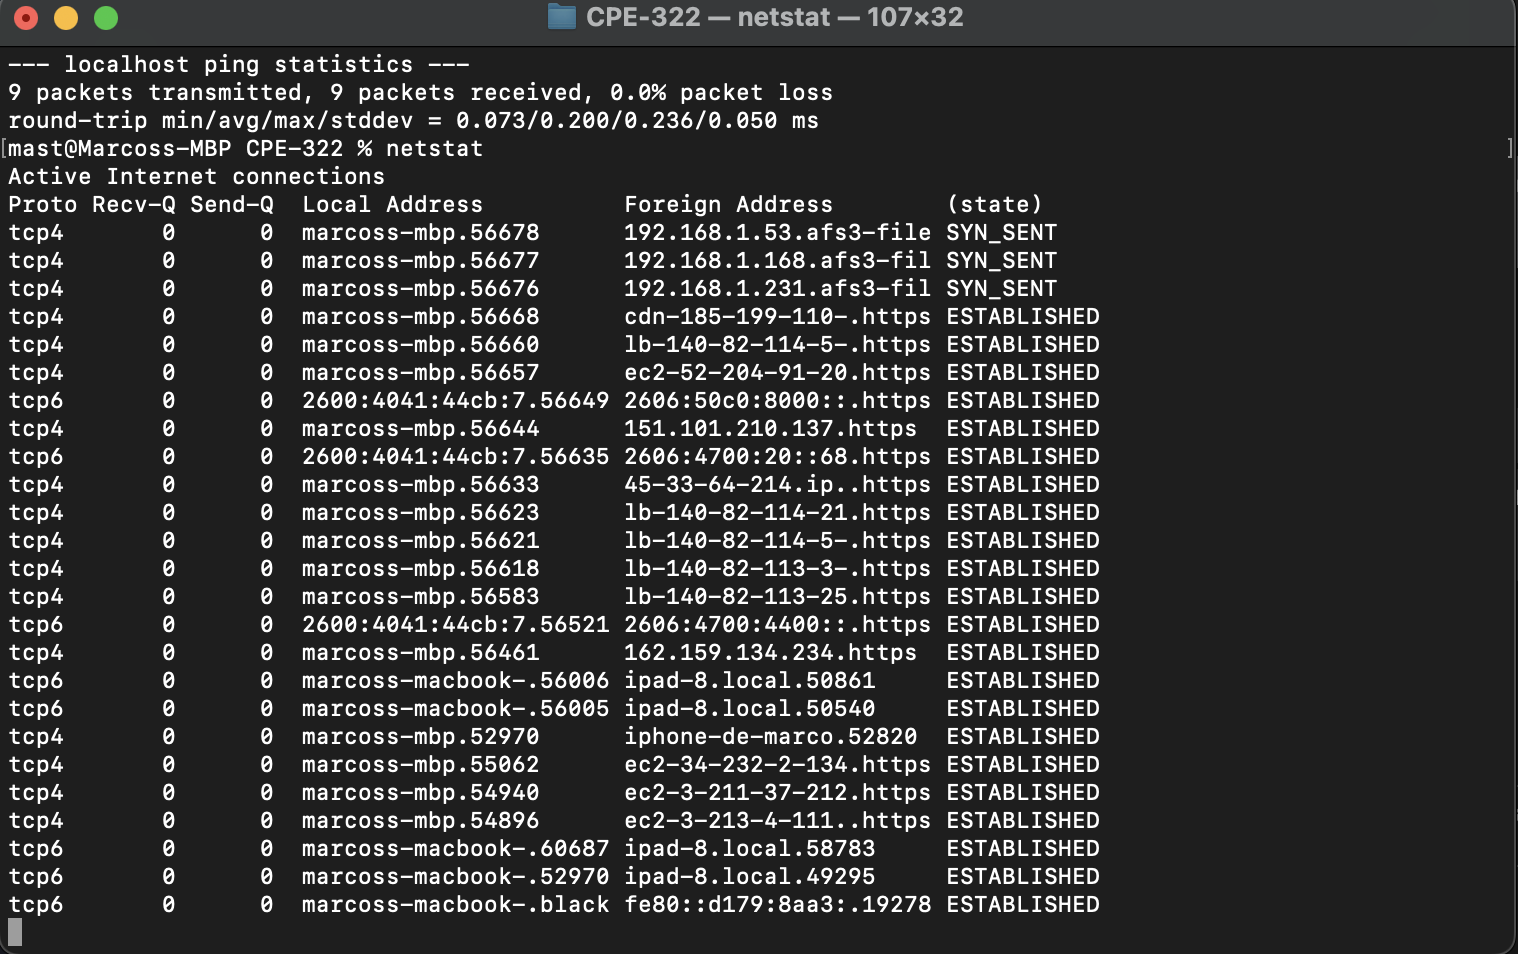 CPE-322 — netstat — 107×32
--- localhost ping statistics ---
9 packets transmitted, 9 packets received, 0.0% packet loss
round-trip min/avg/max/stddev = 0.073/0.200/0.236/0.050 ms
[mast@Marcoss-MBP CPE-322 % netstat ]
Active Internet connections
Proto Recv-Q Send-Q  Local Address          Foreign Address        (state)
tcp4       0      0  marcoss-mbp.56678      192.168.1.53.afs3-file SYN_SENT
tcp4       0      0  marcoss-mbp.56677      192.168.1.168.afs3-fil SYN_SENT
tcp4       0      0  marcoss-mbp.56676      192.168.1.231.afs3-fil SYN_SENT
tcp4       0      0  marcoss-mbp.56668      cdn-185-199-110-.https ESTABLISHED
tcp4       0      0  marcoss-mbp.56660      lb-140-82-114-5-.https ESTABLISHED
tcp4       0      0  marcoss-mbp.56657      ec2-52-204-91-20.https ESTABLISHED
tcp6       0      0  2600:4041:44cb:7.56649 2606:50c0:8000::.https ESTABLISHED
tcp4       0      0  marcoss-mbp.56644      151.101.210.137.https  ESTABLISHED
tcp6       0      0  2600:4041:44cb:7.56635 2606:4700:20::68.https ESTABLISHED
tcp4       0      0  marcoss-mbp.56633      45-33-64-214.ip..https ESTABLISHED
tcp4       0      0  marcoss-mbp.56623      lb-140-82-114-21.https ESTABLISHED
tcp4       0      0  marcoss-mbp.56621      lb-140-82-114-5-.https ESTABLISHED
tcp4       0      0  marcoss-mbp.56618      lb-140-82-113-3-.https ESTABLISHED
tcp4       0      0  marcoss-mbp.56583      lb-140-82-113-25.https ESTABLISHED
tcp6       0      0  2600:4041:44cb:7.56521 2606:4700:4400::.https ESTABLISHED
tcp4       0      0  marcoss-mbp.56461      162.159.134.234.https  ESTABLISHED
tcp6       0      0  marcoss-macbook-.56006 ipad-8.local.50861     ESTABLISHED
tcp6       0      0  marcoss-macbook-.56005 ipad-8.local.50540     ESTABLISHED
tcp4       0      0  marcoss-mbp.52970      iphone-de-marco.52820  ESTABLISHED
tcp4       0      0  marcoss-mbp.55062      ec2-34-232-2-134.https ESTABLISHED
tcp4       0      0  marcoss-mbp.54940      ec2-3-211-37-212.https ESTABLISHED
tcp4       0      0  marcoss-mbp.54896      ec2-3-213-4-111..https ESTABLISHED
tcp6       0      0  marcoss-macbook-.60687 ipad-8.local.58783     ESTABLISHED
tcp6       0      0  marcoss-macbook-.52970 ipad-8.local.49295     ESTABLISHED
tcp6       0      0  marcoss-macbook-.black fe80::d179:8aa3:.19278 ESTABLISHED